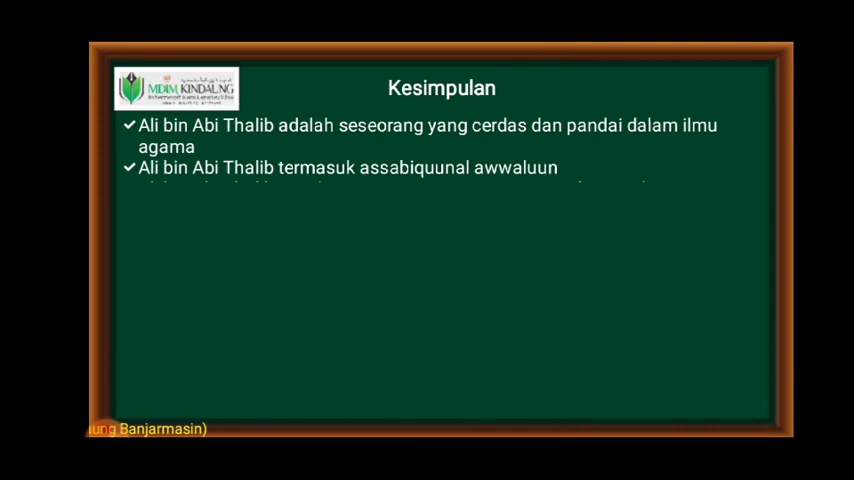 MDIM KINDAUNG
Kesimpulan
✔Ali bin Abi Thalib adalah seseorang yang cerdas dan pandai dalam ilmu
agama
✔Ali bin Abi Thalib termasuk assabiquunal awwaluun
ung Banjarmasin)